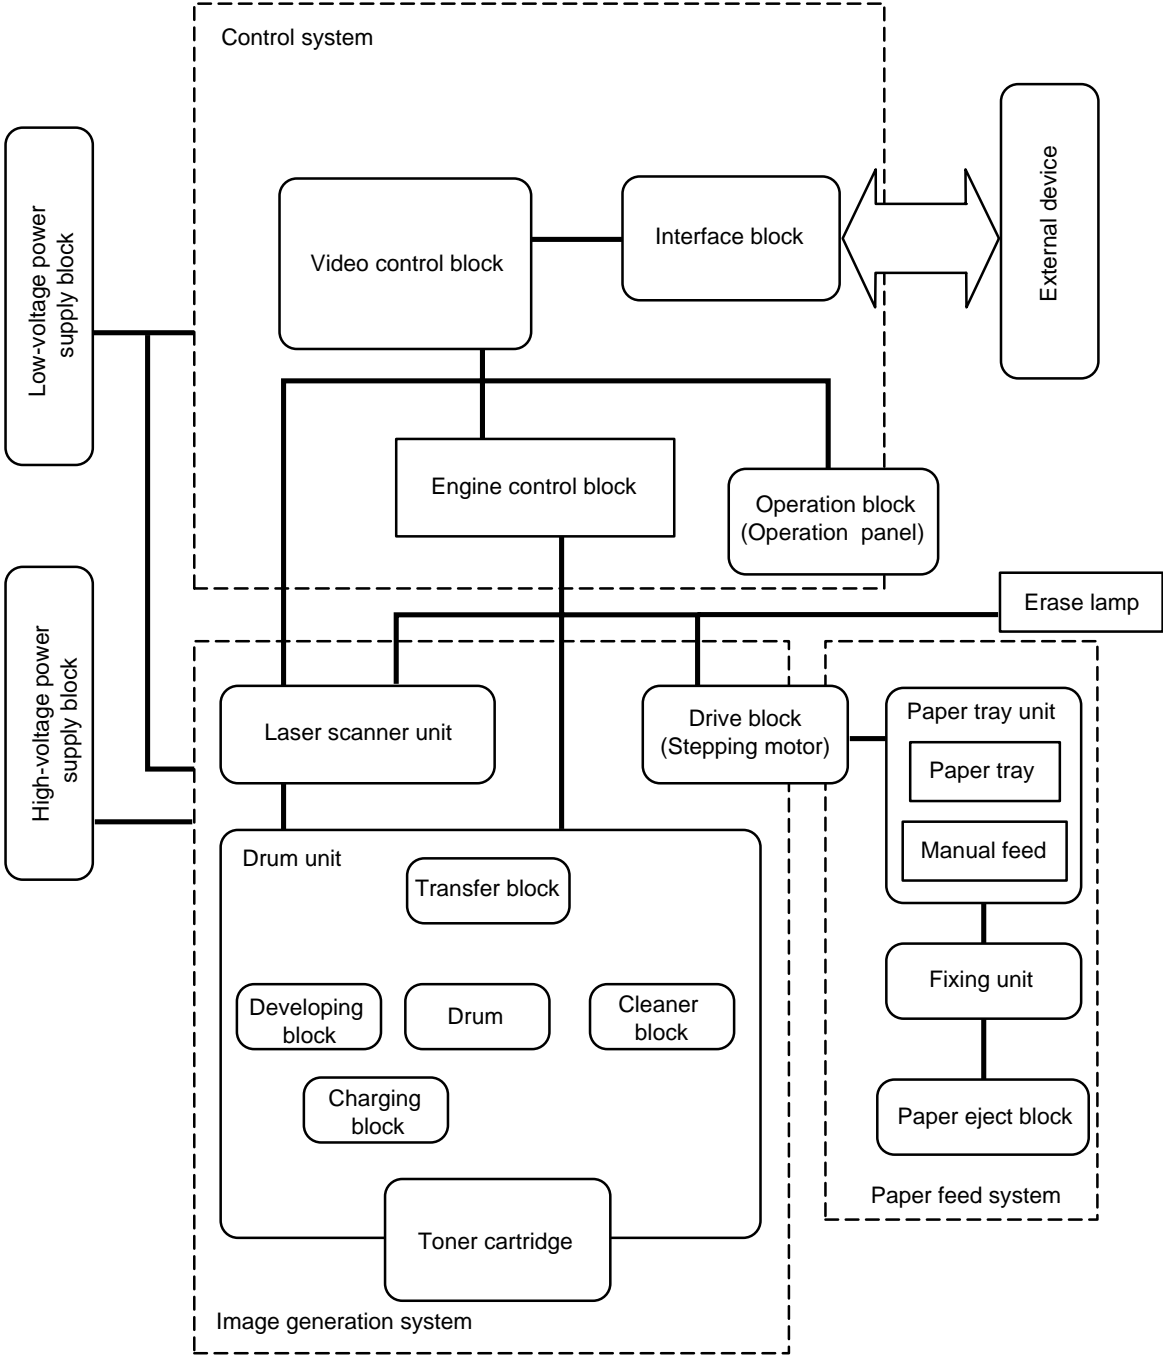 Control system
Low-voltage power
supply block
External device
Video control block
Interface block
Engine control block
Operation block
(Operation panel)
High-voltage power
supply block
Erase lamp
Laser scanner unit
Drive block
(Stepping motor)
Paper tray unit
Paper tray
Manual feed
Drum unit
Transfer block
Developing
block
Drum
Cleaner
block
Fixing unit
Charging
block
Paper eject block
Paper feed system
Toner cartridge
Image generation system